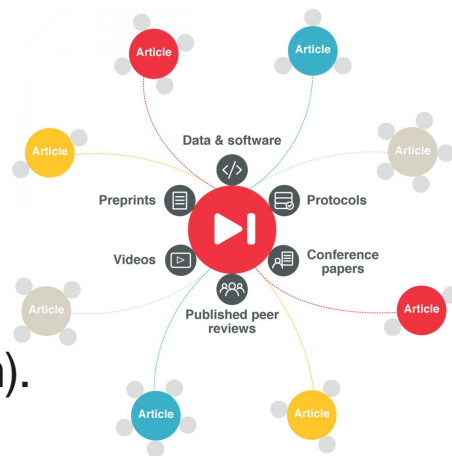 Article
Article
Data & software
Article
Article
Preprints
Protocols
Videos
Conference
papers
Published peer
reviews
Article
Article
).
Article
Article